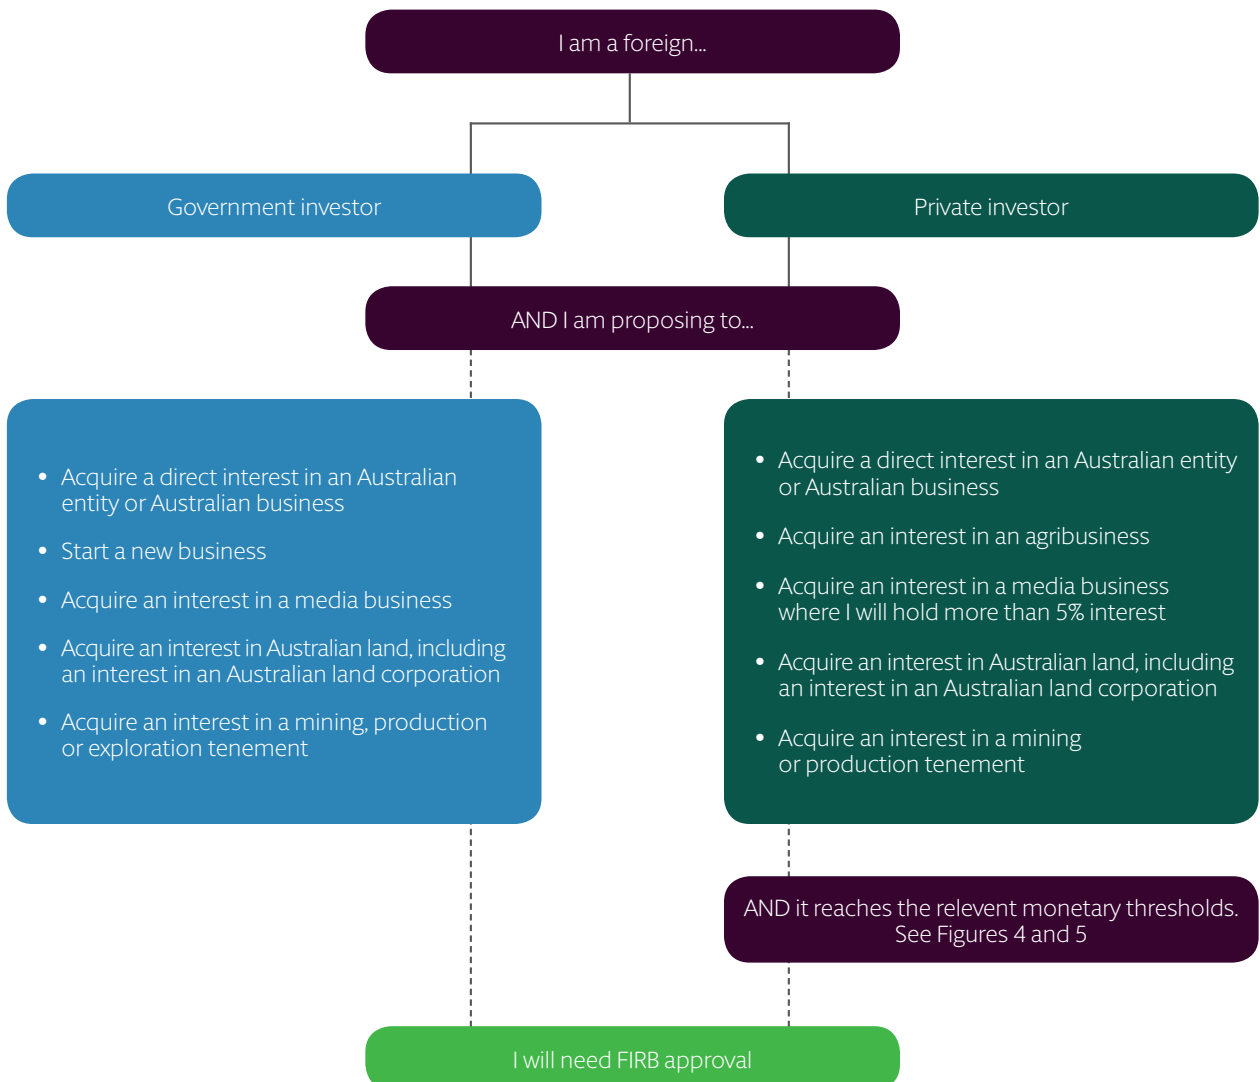 I am a foreign...
Government investor
Private investor
AND I am proposing to...
• Acquire a direct interest in an Australian
entity or Australian business
• Start a new business
• Acquire an interest in a media business
• Acquire an interest in Australian land, including
an interest in an Australian land corporation
• Acquire an interest in a mining, production
or exploration tenement
• Acquire a direct interest in an Australian entity
or Australian business
• Acquire an interest in an agribusiness
• Acquire an interest in a media business
where I will hold more than 5% interest
• Acquire an interest in Australian land, including
an interest in an Australian land corporation
• Acquire an interest in a mining
or production tenement
AND it reaches the relevent monetary thresholds.
See Figures 4 and 5
I will need FIRB approval